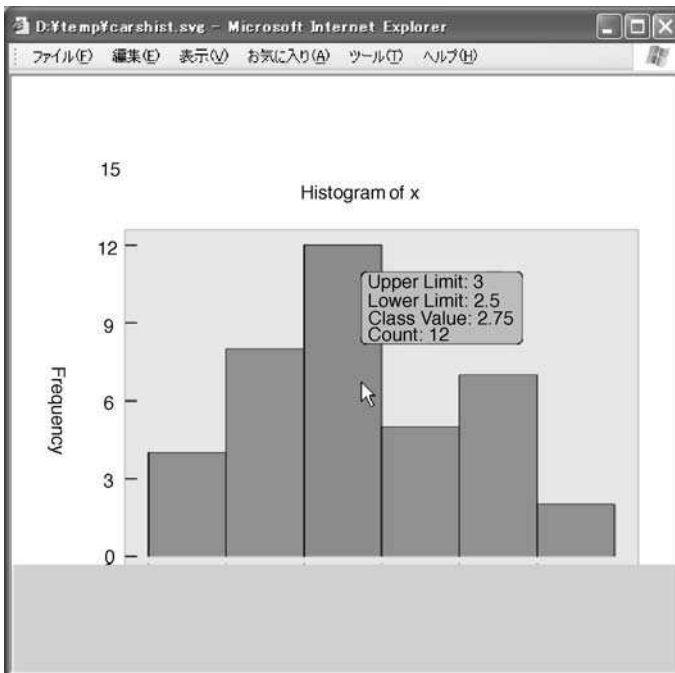 D:¥temp¥carshist.svg - Microsoft Internet Explorer
ファイル(F) 編集(E) 表示(V) お気に入り(A) ツール(T) ヘルプ(H)
15
Histogram of x
12
Upper Limit: 3
Lower Limit: 2.5
Class Value: 2.75
Count: 12
9
Frequency
6
3
0